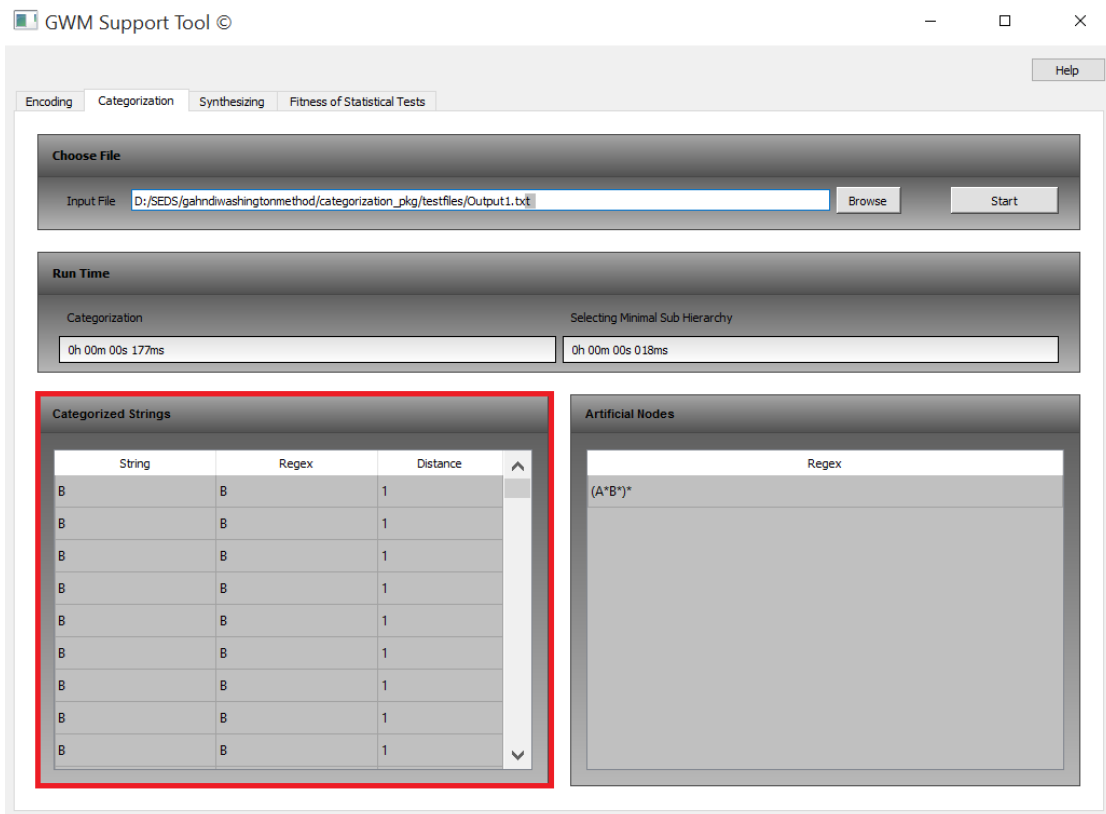 GWM Support Tool ©
Help
Encoding Categorization Synthesizing Fitness of Statistical Tests
Choose File
Input File D:/SEDS/gahndiwashingtonmethod/categorization_pkg/testfiles/Output1.txt Browse Start
Run Time
Categorization Selecting Minimal Sub Hierarchy
0h 00m 00s 177ms 0h 00m 00s 018ms
Categorized Strings Artificial Nodes
String Regex Distance Regex
B B 1 (A*B*)*
B B 1
B B 1
B B 1
B B 1
B B 1
B B 1
B B 1
B B 1